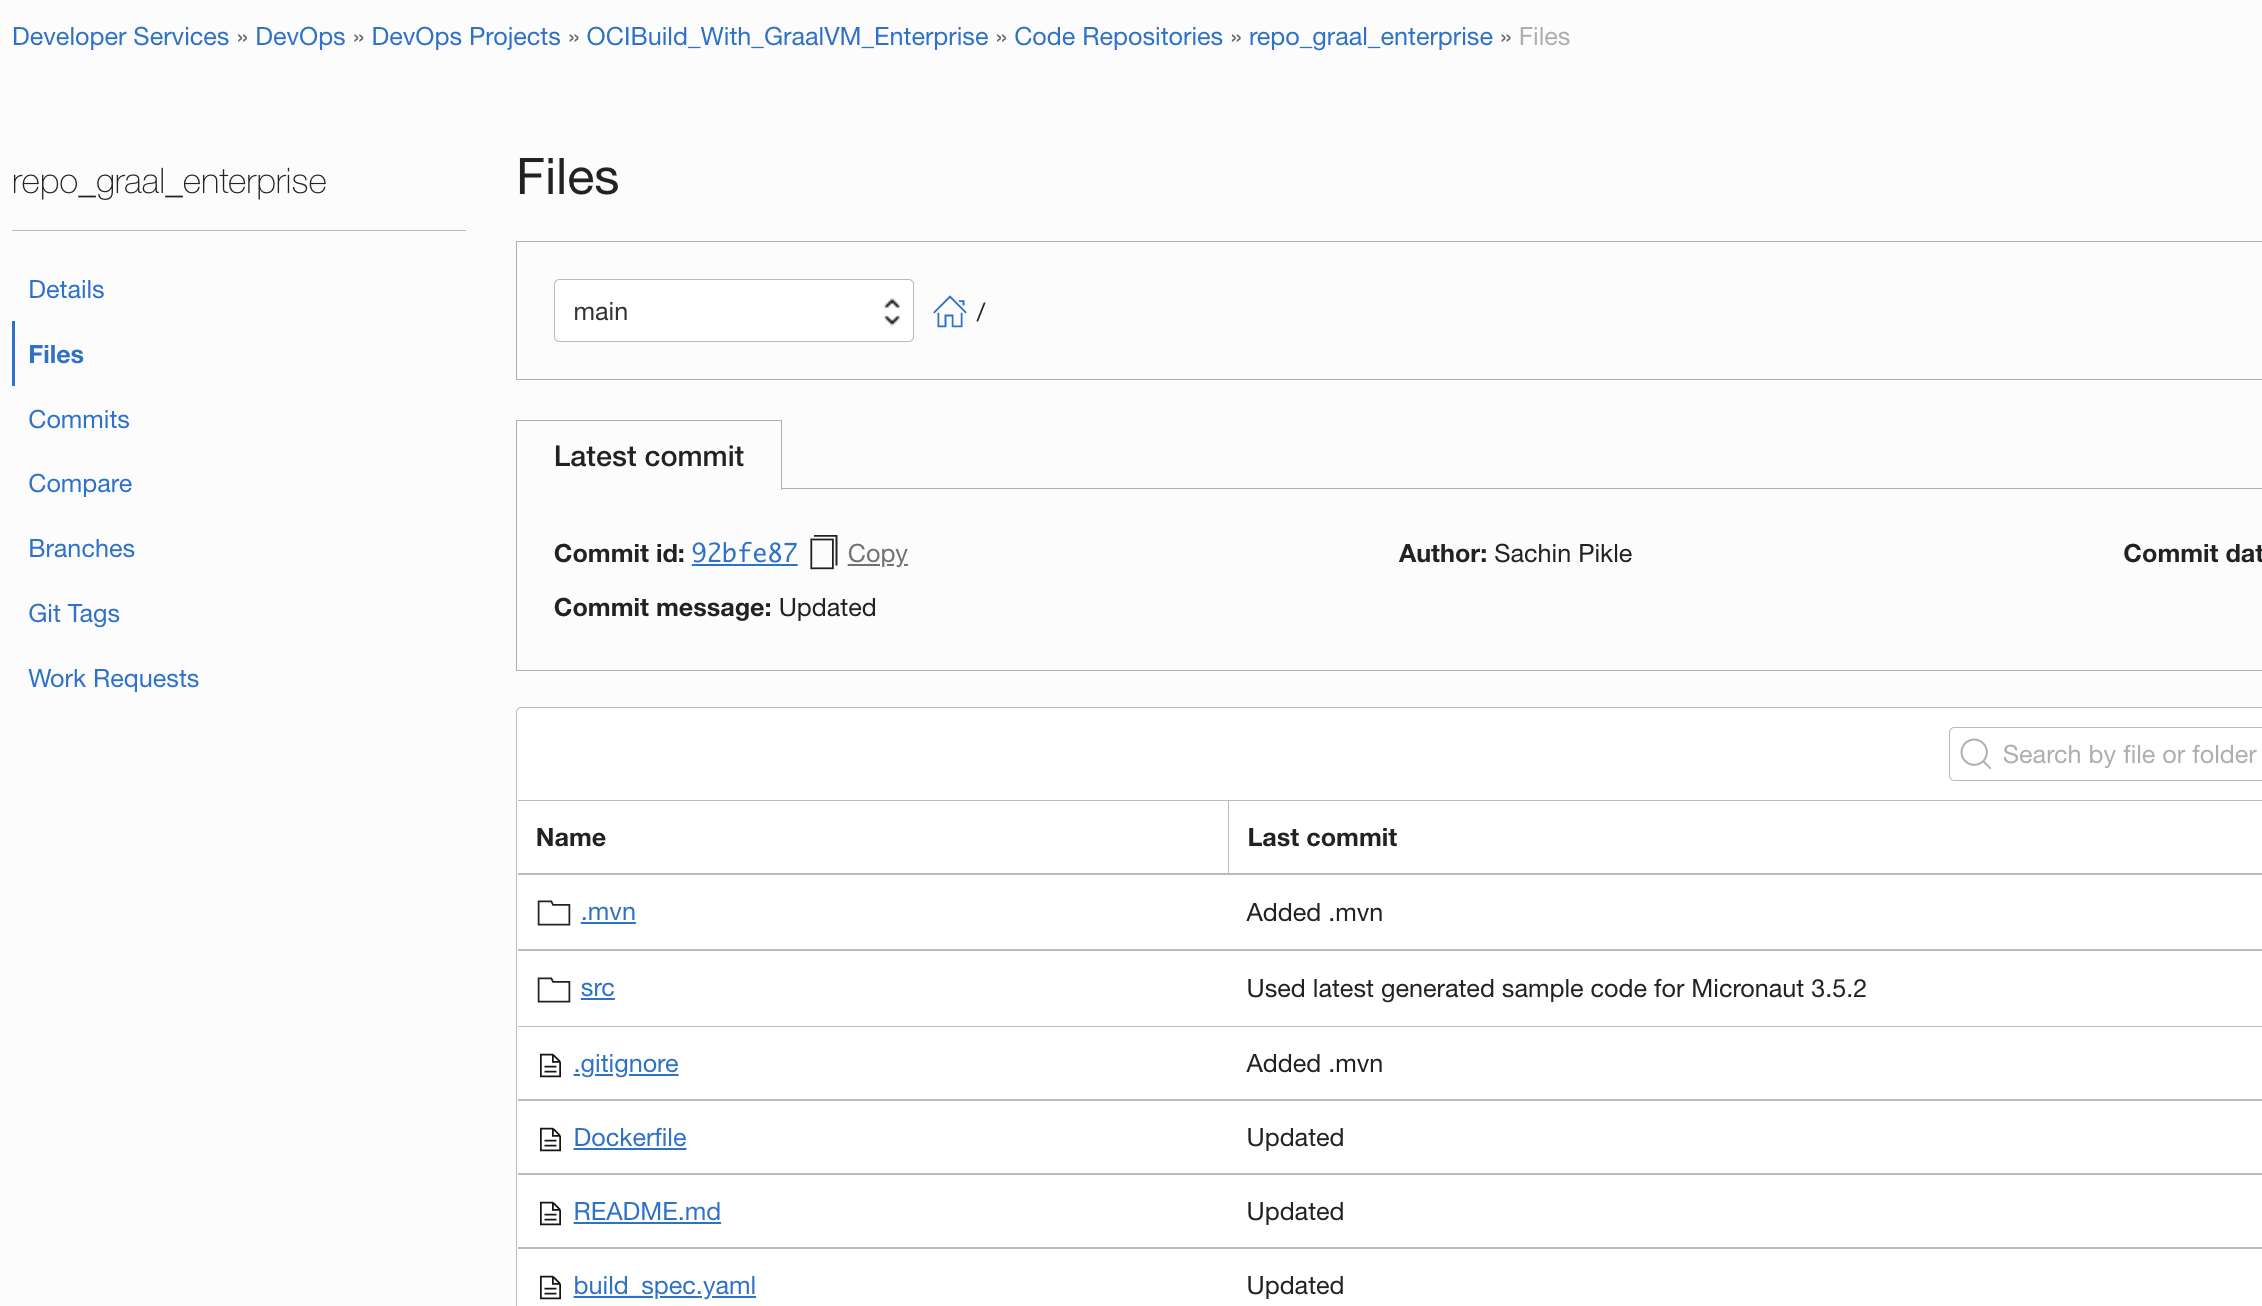 Developer Services » DevOps » DevOps Projects » OCIBuild_With_GraalVM_Enterprise » Code Repositories » repo_graal_enterprise » Files
repo_graal_enterprise
Details
Files
Commits
Compare
Branches
Git Tags
Work Requests
Files
main
/
Latest commit
Commit id: 92bfe87 Copy
Author: Sachin Pikle
Commit dat
Commit message: Updated
Search by file or folder
Name Last commit
.mvn Added .mvn
src Used latest generated sample code for Micronaut 3.5.2
.gitignore Added .mvn
Dockerfile Updated
README.md Updated
build_spec.yaml Updated